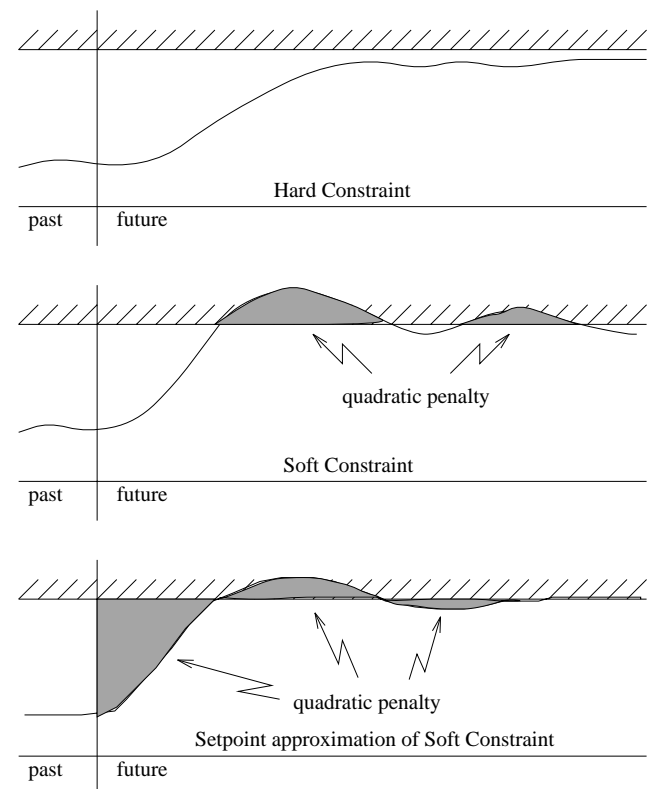 Hard Constraint
past future
quadratic penalty
Soft Constraint
past future
quadratic penalty
Setpoint approximation of Soft Constraint
past future